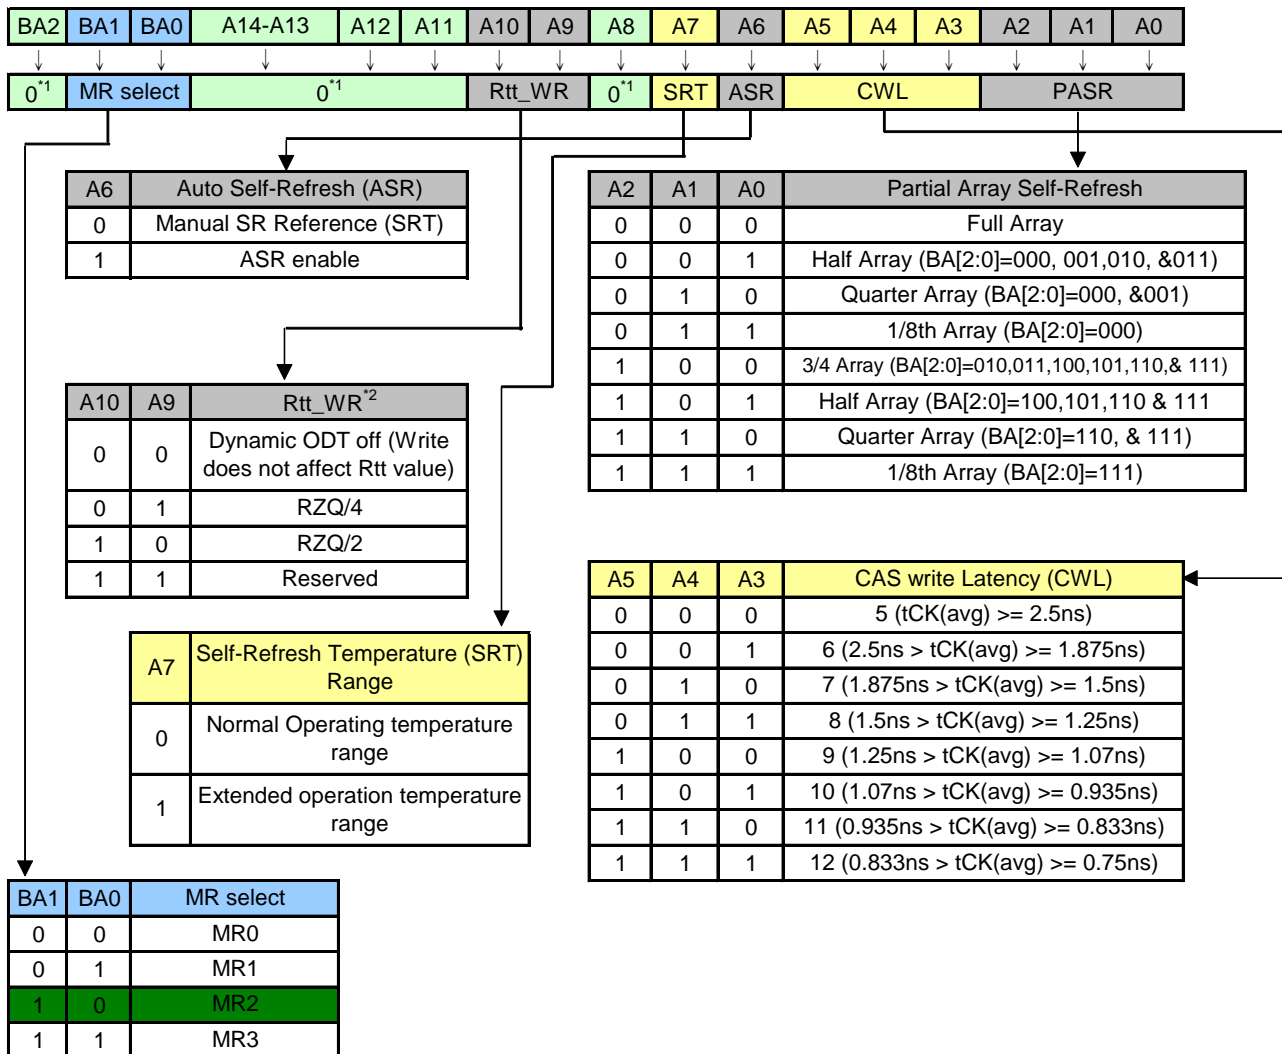 BA2 BA1 BA0 A14-A13 A12 A11 A10 A9 A8 A7 A6 A5 A4 A3 A2 A1 A0
0*1 MR select 0*1 Rtt_WR 0*1 SRT ASR CWL PASR
A6 Auto Self-Refresh (ASR)
0 Manual SR Reference (SRT)
1 ASR enable
A2 A1 A0 Partial Array Self-Refresh
0 0 0 Full Array
0 0 1 Half Array (BA[2:0]=000, 001,010, &011)
0 1 0 Quarter Array (BA[2:0]=000, &001)
0 1 1 1/8th Array (BA[2:0]=000)
1 0 0 3/4 Array (BA[2:0]=010,011,100,101,110,& 111)
1 0 1 Half Array (BA[2:0]=100,101,110 & 111
1 1 0 Quarter Array (BA[2:0]=110, & 111)
1 1 1 1/8th Array (BA[2:0]=111)
A10 A9 Rtt_WR*2
0 0 Dynamic ODT off (Write
does not affect Rtt value)
0 1 RZQ/4
1 0 RZQ/2
1 1 Reserved
A5 A4 A3 CAS write Latency (CWL)
0 0 0 5 (tCK(avg) >= 2.5ns)
0 0 1 6 (2.5ns > tCK(avg) >= 1.875ns)
0 1 0 7 (1.875ns > tCK(avg) >= 1.5ns)
0 1 1 8 (1.5ns > tCK(avg) >= 1.25ns)
1 0 0 9 (1.25ns > tCK(avg) >= 1.07ns)
1 0 1 10 (1.07ns > tCK(avg) >= 0.935ns)
1 1 0 11 (0.935ns > tCK(avg) >= 0.833ns)
1 1 1 12 (0.833ns > tCK(avg) >= 0.75ns)
A7 Self-Refresh Temperature (SRT)
Range
0 Normal Operating temperature
range
1 Extended operation temperature
range
BA1 BA0 MR select
0 0 MR0
0 1 MR1
1 0 MR2
1 1 MR3